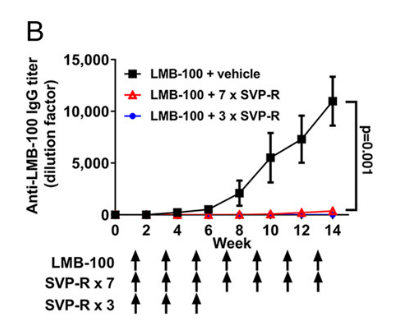 B
Anti-LMB-100 IgG titer
(dilution factor)
15,000
10,000
5,000
0
LMB-100 + vehicle
LMB-100 + 7 x SVP-R
LMB-100 + 3 x SVP-R
p=0.001
0 2 4 6 8 10 12 14
Week
LMB-100
SVP-R x 7
SVP-R x 3